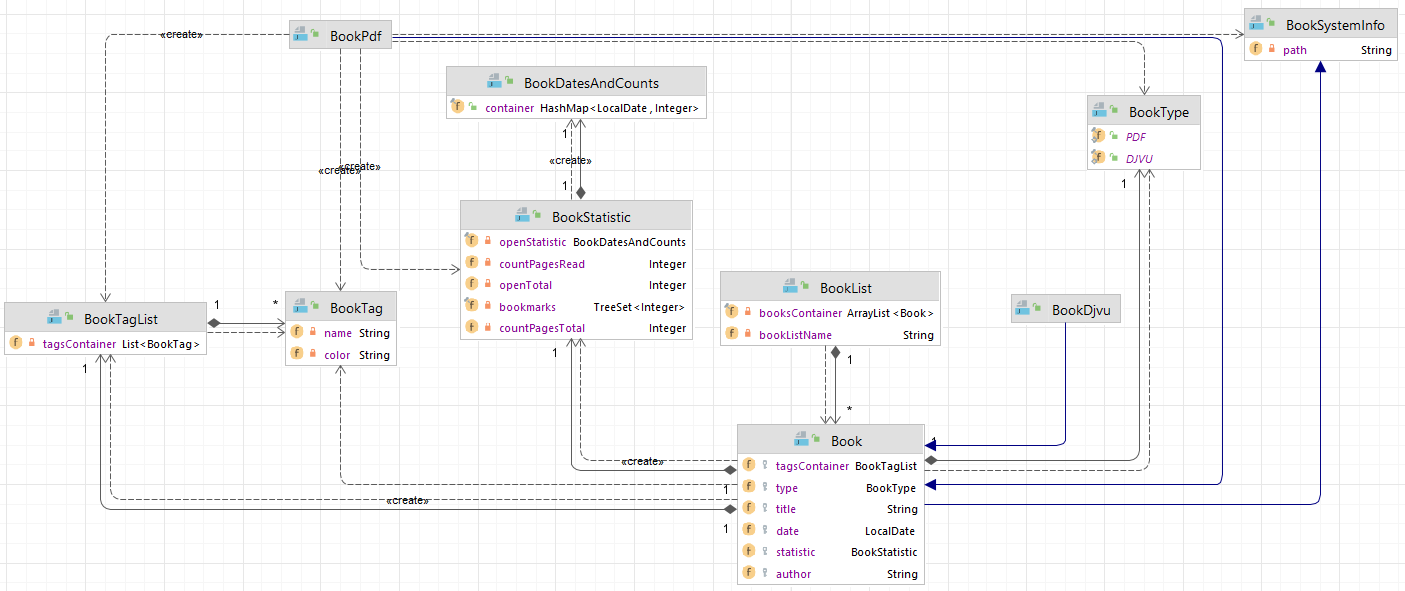 BookPdf
«create»
BookSystemInfo
path String
BookDatesAndCounts
container HashMap<LocalDate, Integer>
BookType
PDF
DJVU
1
1
«create»
1
«create»
«create»
BookStatistic
openStatistic BookDatesAndCounts
countPagesRead Integer
openTotal Integer
bookmarks TreeSet<Integer>
countPagesTotal Integer
1
BookList
booksContainer ArrayList<Book>
bookListName String
1
*
BookDjvu
BookTagList
tagsContainer List<BookTag>
1
1
*
BookTag
name String
color String
Book
tagsContainer BookTagList
type BookType
title String
date LocalDate
statistic BookStatistic
author String
1
«create»
1
«create»
1